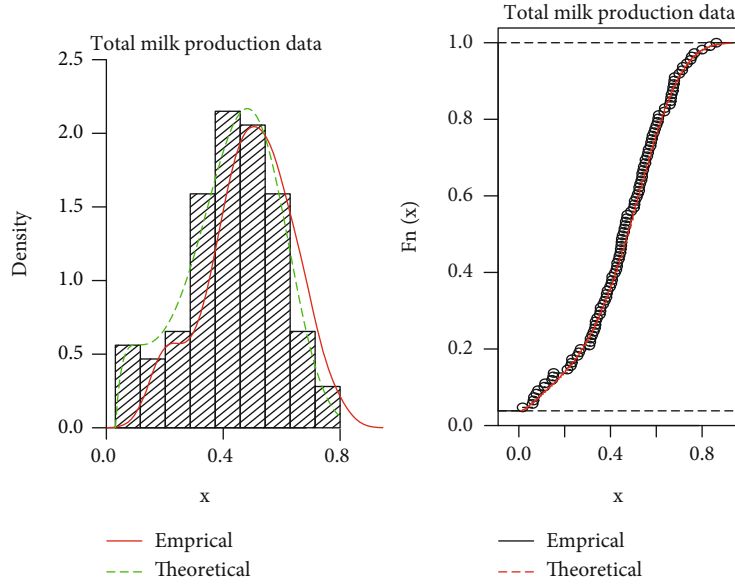 Total milk production data
2.5
2.0
1.5
1.0
0.5
0.0
Density
0.0
0.4
0.8
x
Emprical
Theoretical
Total milk production data
1.0
0.8
0.6
0.4
0.2
0.0
Fn (x)
0.0
0.4
0.8
x
Emprical
Theoretical